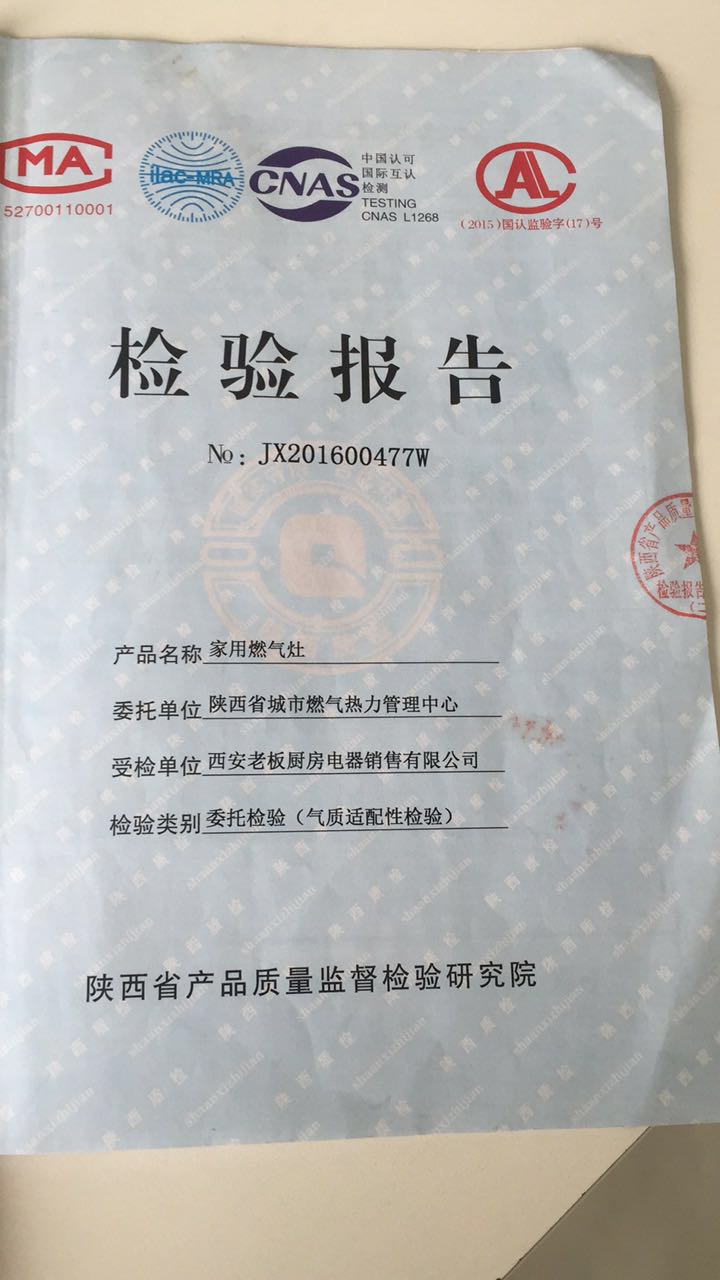 MA
52700110001
ilac-MRA
CNAS
中国认可
国际互认
检测
TESTING
CNAS L1268
CAL
(2015)国认监验字(17)号
检验报告
№: JX201600477W
陕西省产品质量
检验报告
产品名称 家用燃气灶
委托单位 陕西省城市燃气热力管理中心
受检单位 西安老板厨房电器销售有限公司
检验类别 委托检验（气质适配性检验）
陕西省产品质量监督检验研究院
陕西质检
shaanxizhijian